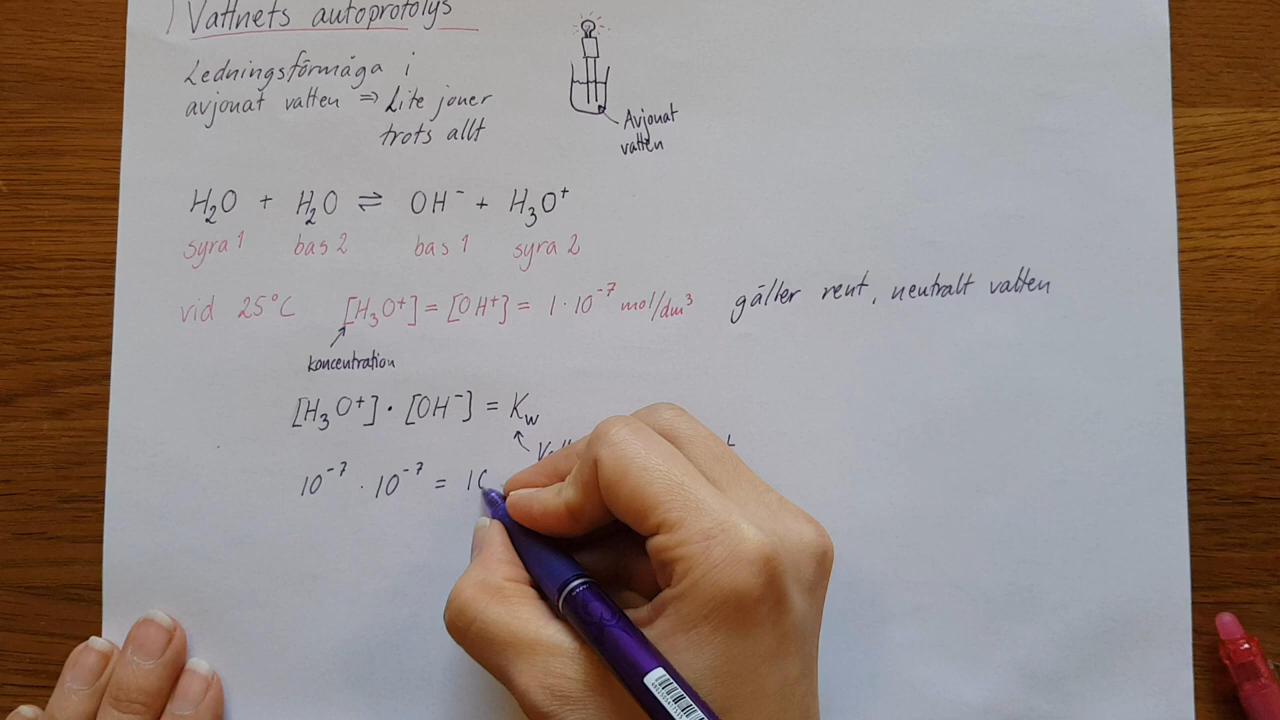 ) Vattnets autoprotolys
Ledningsförmåga i
avjonat vatten ⇒ Lite joner
trots allt
Avjonat
vatten
H₂O + H₂O ⇌ OH⁻ + H₃O⁺
syra 1 bas 2 bas 1 syra 2
vid 25°C [H₃O⁺] = [OH⁺] = 1·10⁻⁷ mol/dm³ gäller rent, neutralt vatten
koncentration
[H₃O⁺]·[OH⁻] = Kw
10⁻⁷ · 10⁻⁷ = 10